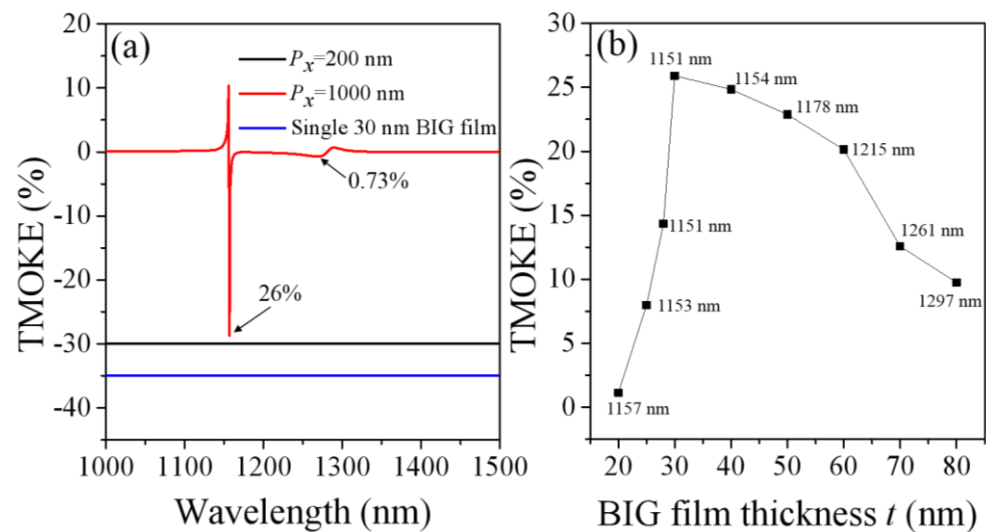 (a)
P_x=200 nm
P_x=1000 nm
Single 30 nm BIG film
0.73%
26%
20
10
0
-10
-20
-30
-40
TMOKE (%)
1000 1100 1200 1300 1400 1500
Wavelength (nm)
(b)
1151 nm
1154 nm
1178 nm
1215 nm
1151 nm
1261 nm
1153 nm
1297 nm
1157 nm
30
25
20
15
10
5
0
TMOKE (%)
20 30 40 50 60 70 80
BIG film thickness t (nm)